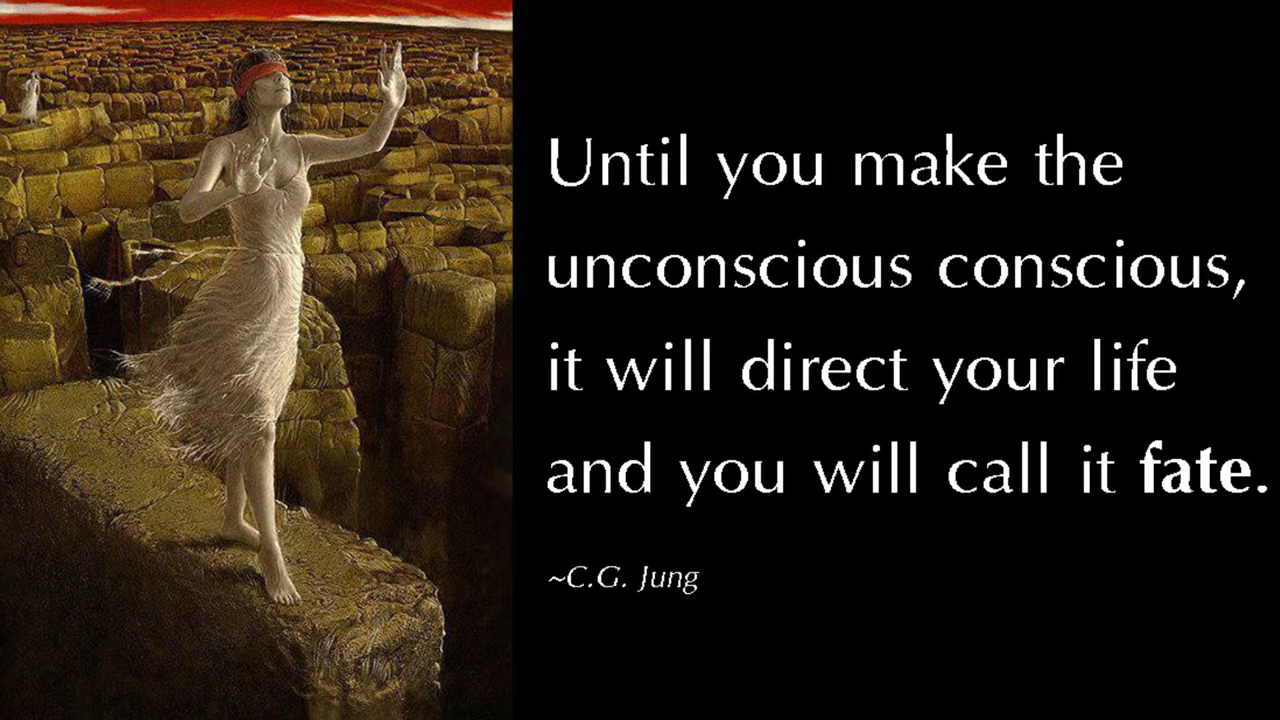 Until you make the
unconscious conscious,
it will direct your life
and you will call it fate.
~C.G. Jung